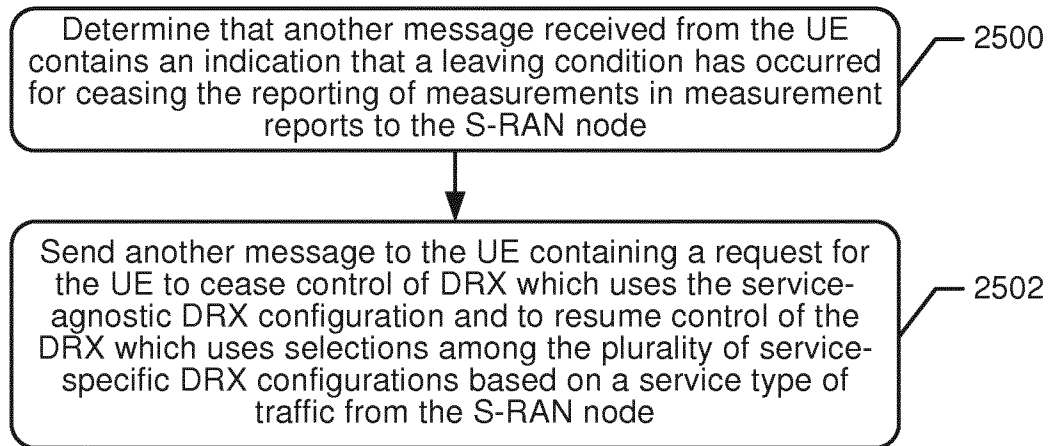 Determine that another message received from the UE
contains an indication that a leaving condition has occurred
for ceasing the reporting of measurements in measurement
reports to the S-RAN node
2500
Send another message to the UE containing a request for
the UE to cease control of DRX which uses the service-
agnostic DRX configuration and to resume control of the
DRX which uses selections among the plurality of service-
specific DRX configurations based on a service type of
traffic from the S-RAN node
2502